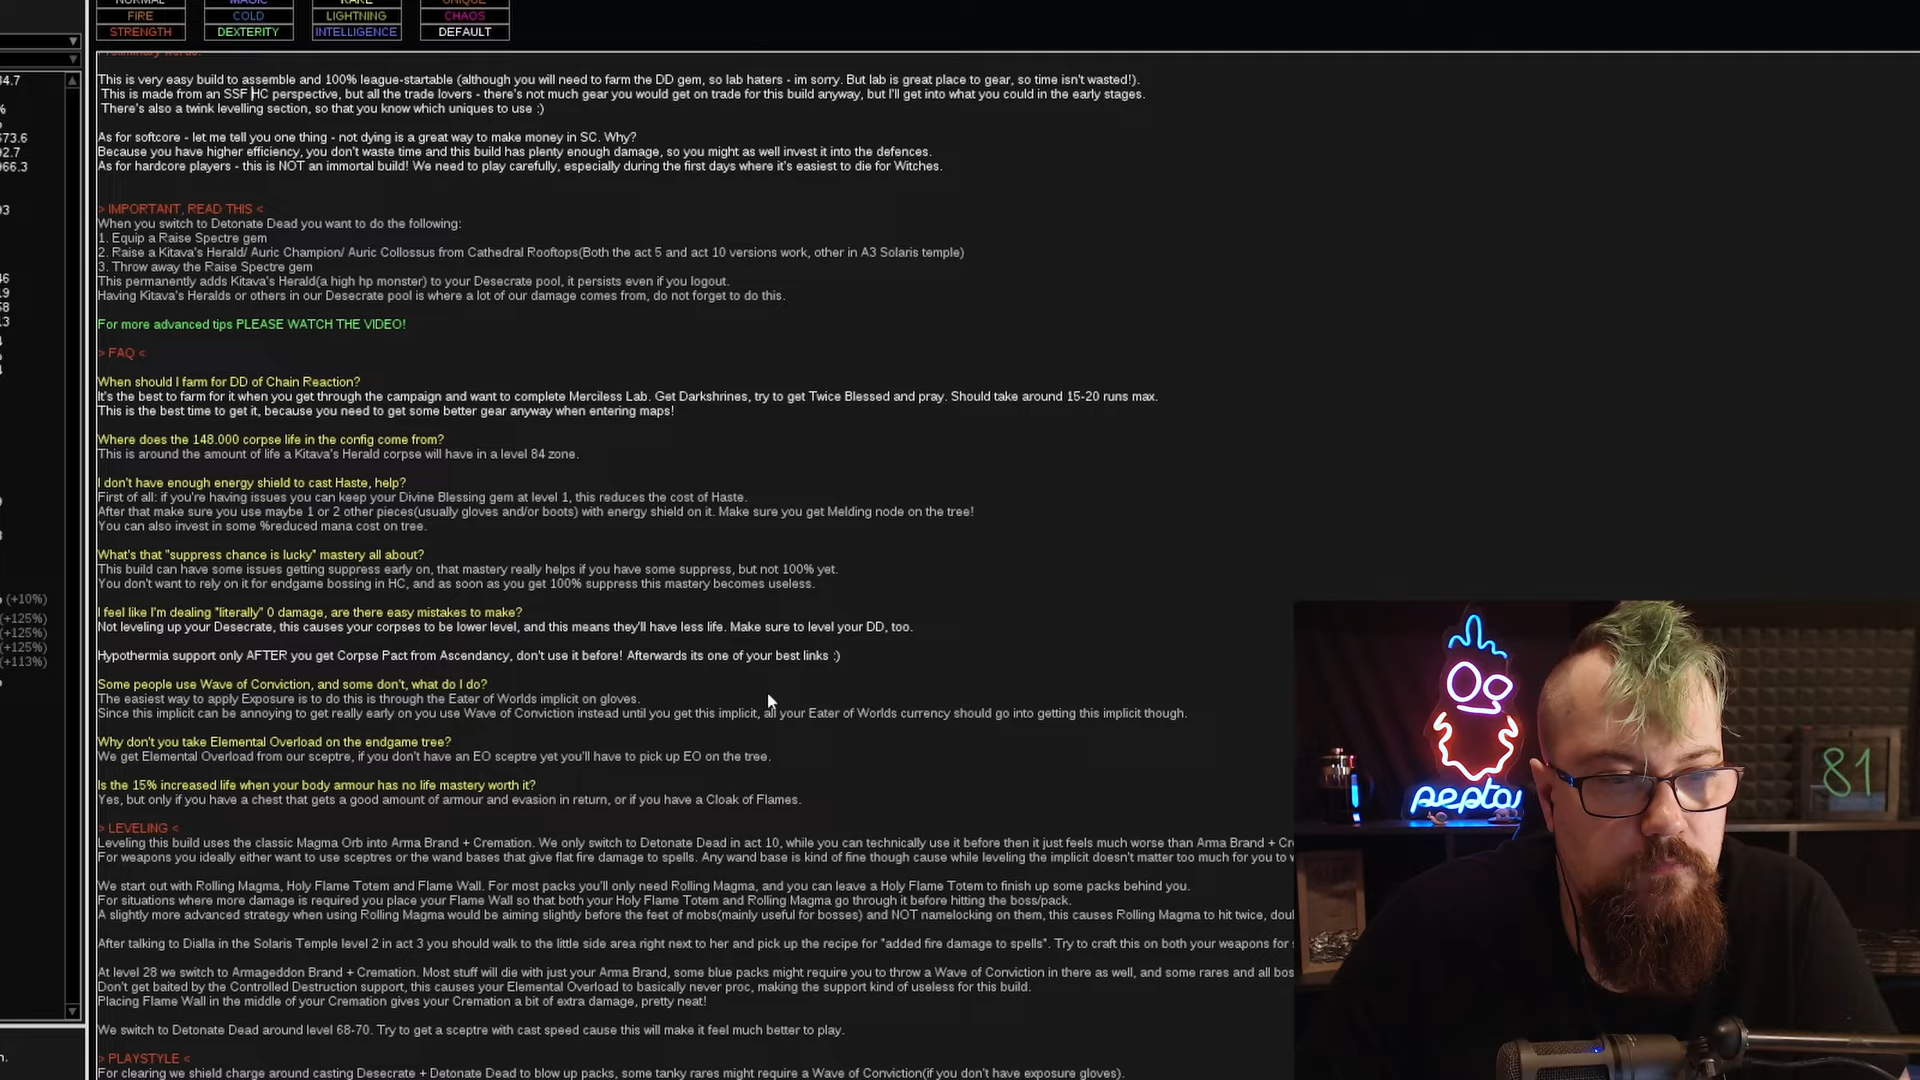 NORMAL MAGIC RARE UNIQUE
FIRE COLD LIGHTNING CHAOS
STRENGTH DEXTERITY INTELLIGENCE DEFAULT
Preliminary words:
This is very easy build to assemble and 100% league-startable (although you will need to farm the DD gem, so lab haters - im sorry. But lab is great place to gear, so time isn't wasted!).
This is made from an SSF HC perspective, but all the trade lovers - there's not much gear you would get on trade for this build anyway, but I'll get into what you could in the early stages.
There's also a twink levelling section, so that you know which uniques to use :)
As for softcore - let me tell you one thing - not dying is a great way to make money in SC. Why?
Because you have higher efficiency, you don't waste time and this build has plenty enough damage, so you might as well invest it into the defences.
As for hardcore players - this is NOT an immortal build! We need to play carefully, especially during the first days where it's easiest to die for Witches.
> IMPORTANT, READ THIS <
When you switch to Detonate Dead you want to do the following:
1. Equip a Raise Spectre gem
2. Raise a Kitava's Herald/ Auric Champion/ Auric Collossus from Cathedral Rooftops(Both the act 5 and act 10 versions work, other in A3 Solaris temple)
3. Throw away the Raise Spectre gem
This permanently adds Kitava's Herald(a high hp monster) to your Desecrate pool, it persists even if you logout.
Having Kitava's Heralds or others in our Desecrate pool is where a lot of our damage comes from, do not forget to do this.
For more advanced tips PLEASE WATCH THE VIDEO!
> FAQ <
When should I farm for DD of Chain Reaction?
It's the best to farm for it when you get through the campaign and want to complete Merciless Lab. Get Darkshrines, try to get Twice Blessed and pray. Should take around 15-20 runs max.
This is the best time to get it, because you need to get some better gear anyway when entering maps!
Where does the 148.000 corpse life in the config come from?
This is around the amount of life a Kitava's Herald corpse will have in a level 84 zone.
I don't have enough energy shield to cast Haste, help?
First of all: if you're having issues you can keep your Divine Blessing gem at level 1, this reduces the cost of Haste.
After that make sure you use maybe 1 or 2 other pieces(usually gloves and/or boots) with energy shield on it. Make sure you get Melding node on the tree!
You can also invest in some %reduced mana cost on tree.
What's that "suppress chance is lucky" mastery all about?
This build can have some issues getting suppress early on, that mastery really helps if you have some suppress, but not 100% yet.
You don't want to rely on it for endgame bossing in HC, and as soon as you get 100% suppress this mastery becomes useless.
I feel like I'm dealing "literally" 0 damage, are there easy mistakes to make?
Not leveling up your Desecrate, this causes your corpses to be lower level, and this means they'll have less life. Make sure to level your DD, too.
Hypothermia support only AFTER you get Corpse Pact from Ascendancy, don't use it before! Afterwards its one of your best links :)
Some people use Wave of Conviction, and some don't, what do I do?
The easiest way to apply Exposure is to do this is through the Eater of Worlds implicit on gloves.
Since this implicit can be annoying to get really early on you use Wave of Conviction instead until you get this implicit, all your Eater of Worlds currency should go into getting this implicit though.
Why don't you take Elemental Overload on the endgame tree?
We get Elemental Overload from our sceptre, if you don't have an EO sceptre yet you'll have to pick up EO on the tree.
Is the 15% increased life when your body armour has no life mastery worth it?
Yes, but only if you have a chest that gets a good amount of armour and evasion in return, or if you have a Cloak of Flames.
> LEVELING <
Leveling this build uses the classic Magma Orb into Arma Brand + Cremation. We only switch to Detonate Dead in act 10, while you can technically use it before then it just feels much worse than Arma Brand + Cr
For weapons you ideally either want to use sceptres or the wand bases that give flat fire damage to spells. Any wand base is kind of fine though cause while leveling the implicit doesn't matter too much for you to w
We start out with Rolling Magma, Holy Flame Totem and Flame Wall. For most packs you'll only need Rolling Magma, and you can leave a Holy Flame Totem to finish up some packs behind you.
For situations where more damage is required you place your Flame Wall so that both your Holy Flame Totem and Rolling Magma go through it before hitting the boss/pack.
A slightly more advanced strategy when using Rolling Magma would be aiming slightly before the feet of mobs(mainly useful for bosses) and NOT namelocking on them, this causes Rolling Magma to hit twice, doul
After talking to Dialla in the Solaris Temple level 2 in act 3 you should walk to the little side area right next to her and pick up the recipe for "added fire damage to spells". Try to craft this on both your weapons for
At level 28 we switch to Armageddon Brand + Cremation. Most stuff will die with just your Arma Brand, some blue packs might require you to throw a Wave of Conviction in there as well, and some rares and all bos
Don't get baited by the Controlled Destruction support, this causes your Elemental Overload to basically never proc, making the support kind of useless for this build.
Placing Flame Wall in the middle of your Cremation gives your Cremation a bit of extra damage, pretty neat!
We switch to Detonate Dead around level 68-70. Try to get a sceptre with cast speed cause this will make it feel much better to play.
> PLAYSTYLE <
For clearing we shield charge around casting Desecrate + Detonate Dead to blow up packs, some tanky rares might require a Wave of Conviction(if you don't have exposure gloves).
34.7
%
573.6
92.7
966.3
93
46
19
58
13
(+10%)
(+125%)
(+125%)
(+125%)
(+113%)
n.
pepto
81